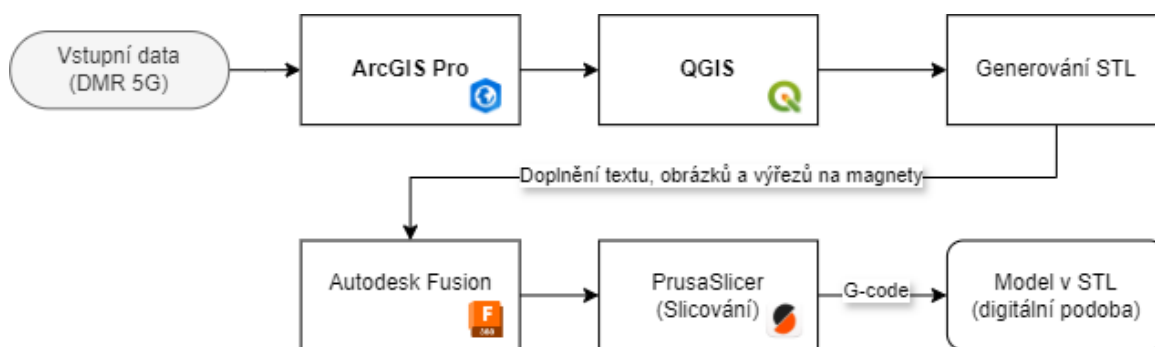 Vstupní data
(DMR 5G)
ArcGIS Pro
QGIS
Generování STL
Doplnění textu, obrázků a výřezů na magnety
Autodesk Fusion
F
360
PrusaSlicer
(Slicování)
G-code
Model v STL
(digitální podoba)